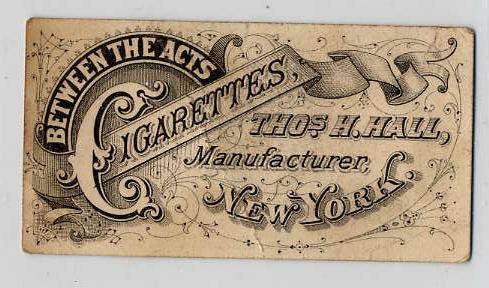 BETWEEN THE ACTS
CIGARETTES,
THOS. H. HALL,
Manufacturer,
NEW YORK.